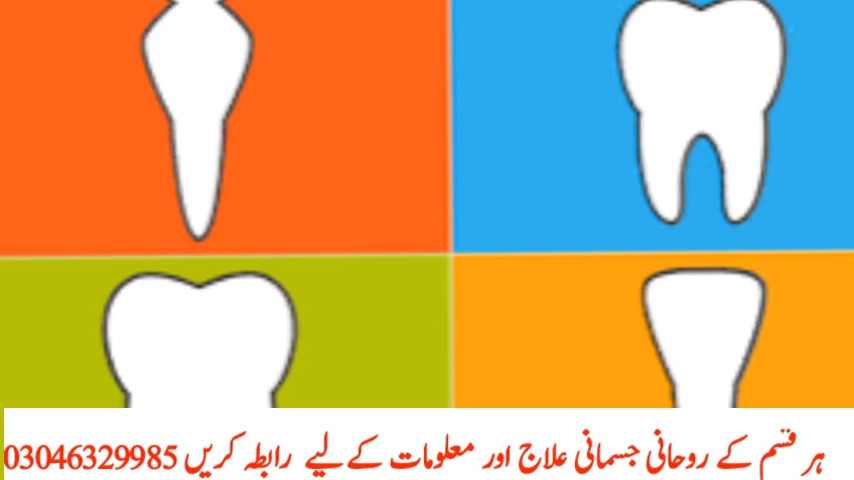 ہر قسم کے روحانی جسمانی علاج اور معلومات کے لیے رابطہ کریں 03046329985